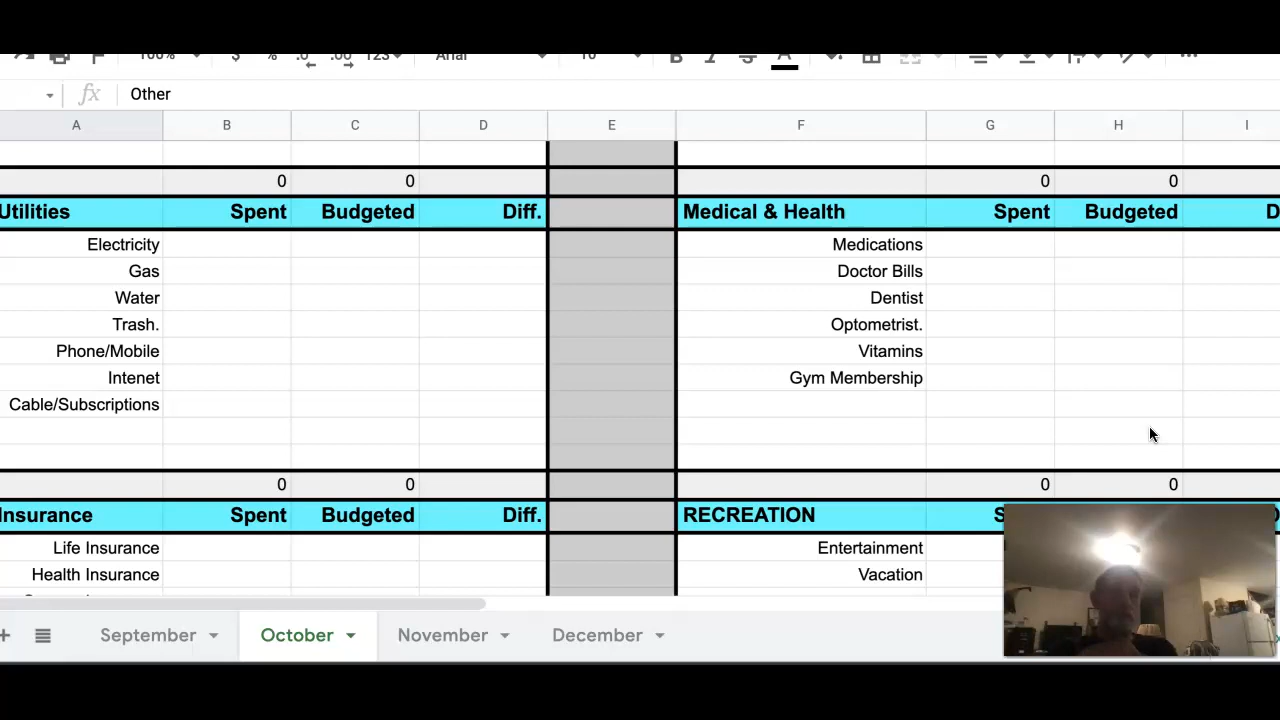 100% $ % .0 .00 123 Arial 10 B I S A
fx Other
A B C D E F G H I
0 0 0 0
Utilities Spent Budgeted Diff. Medical & Health Spent Budgeted D
Electricity Medications
Gas Doctor Bills
Water Dentist
Trash. Optometrist.
Phone/Mobile Vitamins
Intenet Gym Membership
Cable/Subscriptions
0 0 0 0
Insurance Spent Budgeted Diff. RECREATION S
Life Insurance Entertainment
Health Insurance Vacation
+ September October November December